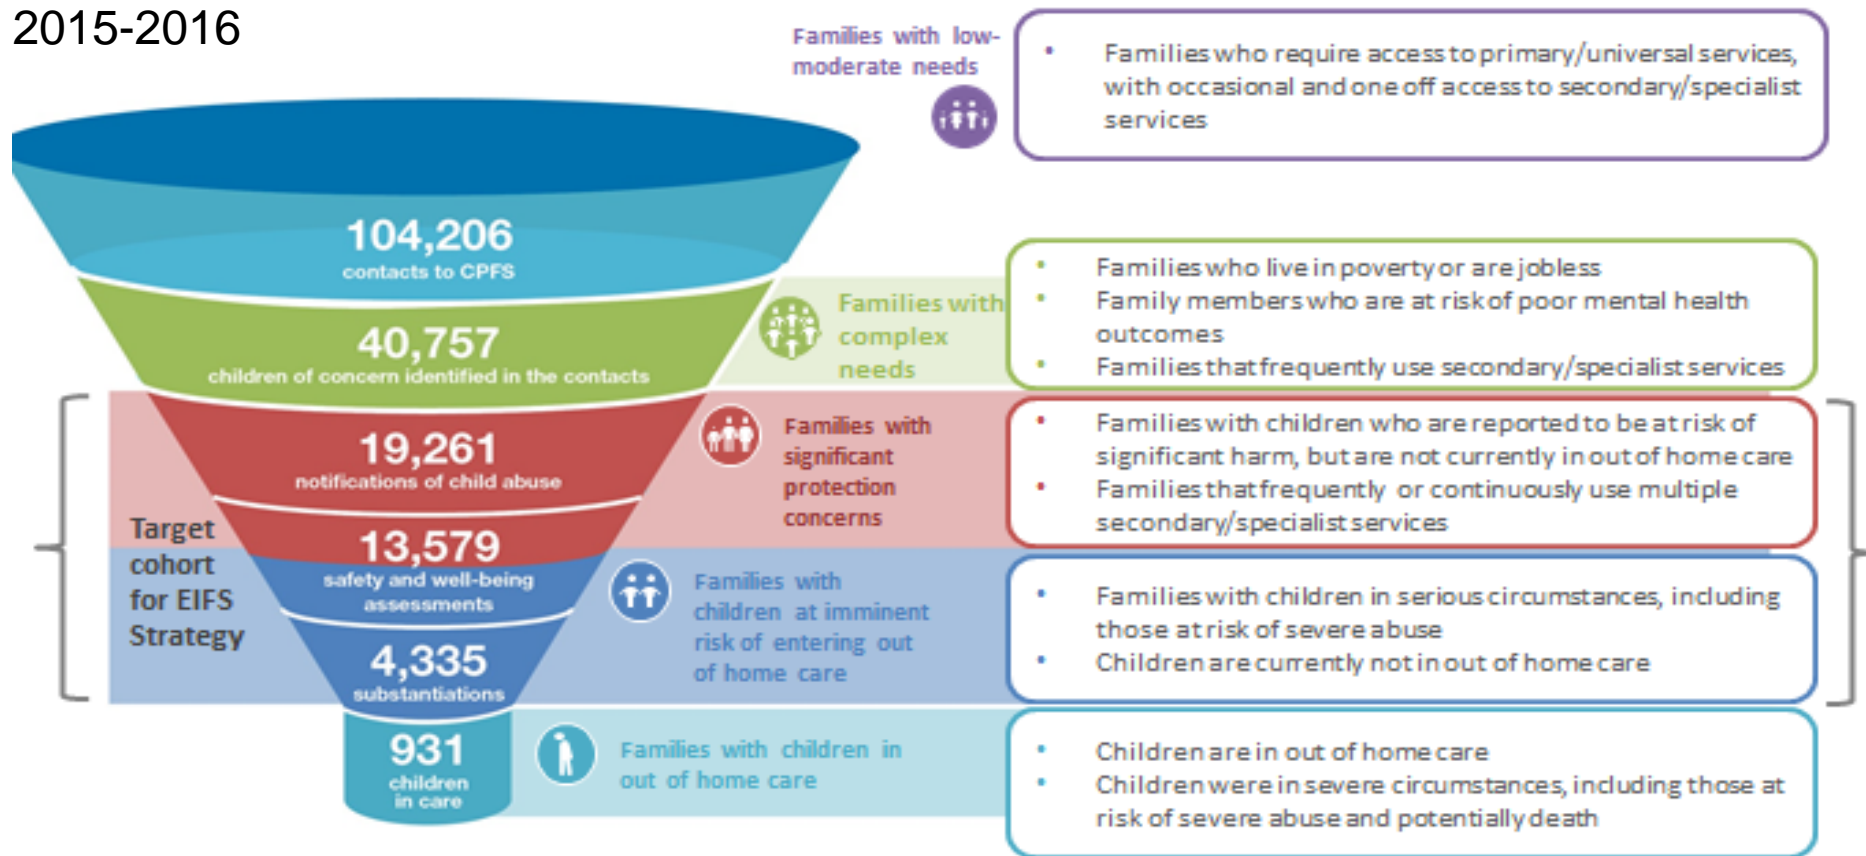 2015-2016
Families with low-
moderate needs
• Families who require access to primary/universal services,
with occasional and one off access to secondary/specialist
services
104,206
contacts to CPFS
40,757
children of concern identified in the contacts
Families with
complex
needs
• Families who live in poverty or are jobless
• Family members who are at risk of poor mental health
outcomes
• Families that frequently use secondary/specialist services
19,261
notifications of child abuse
Families with
significant
protection
concerns
• Families with children who are reported to be at risk of
significant harm, but are not currently in out of home care
• Families that frequently or continuously use multiple
secondary/specialist services
Target
cohort
for EIFS
Strategy
13,579
safety and well-being
assessments
4,335
substantiations
Families with
children at imminent
risk of entering out
of home care
• Families with children in serious circumstances, including
those at risk of severe abuse
• Children are currently not in out of home care
931
children
in care
Families with children in
out of home care
• Children are in out of home care
• Children were in severe circumstances, including those at
risk of severe abuse and potentially death